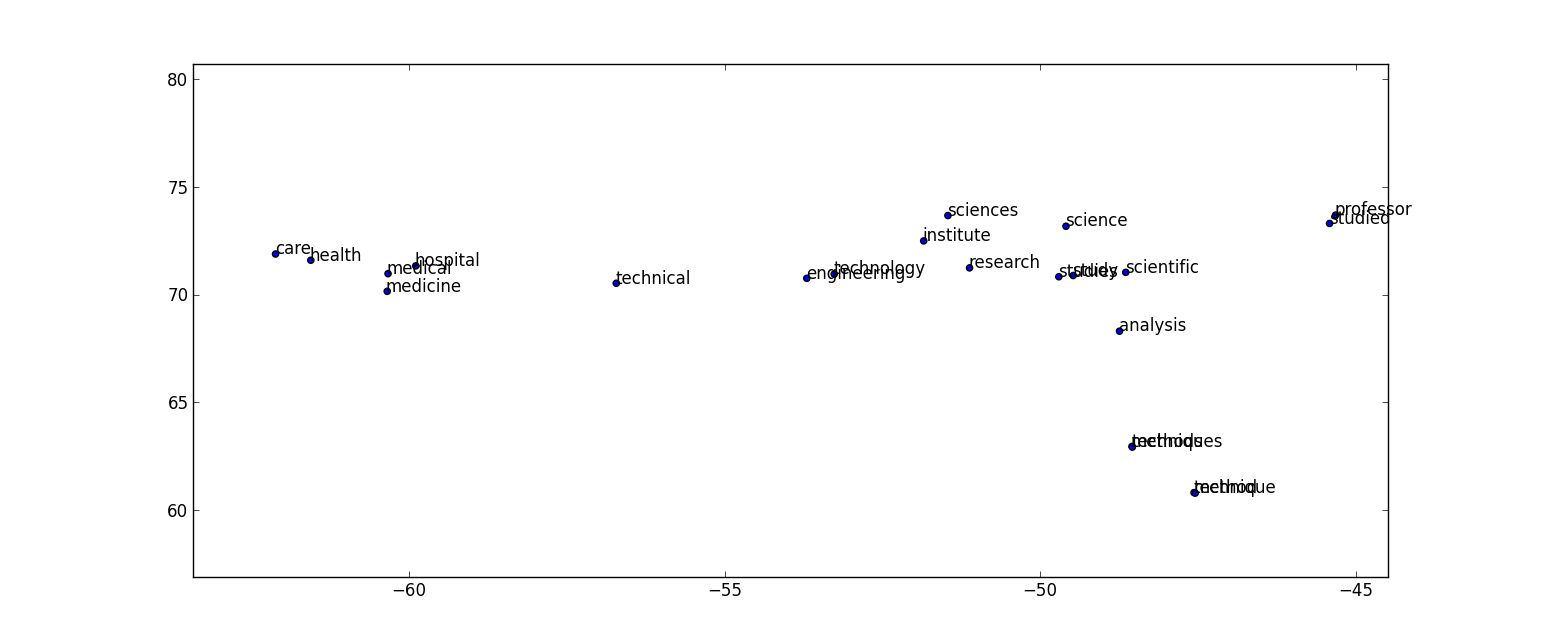 80
75
70
65
60
−60
−55
−50
−45
care
health
hospital
medical
medicine
technical
technology
engineering
sciences
institute
research
science
studies
study
scientific
analysis
professor
studied
techniques
methods
technique
method